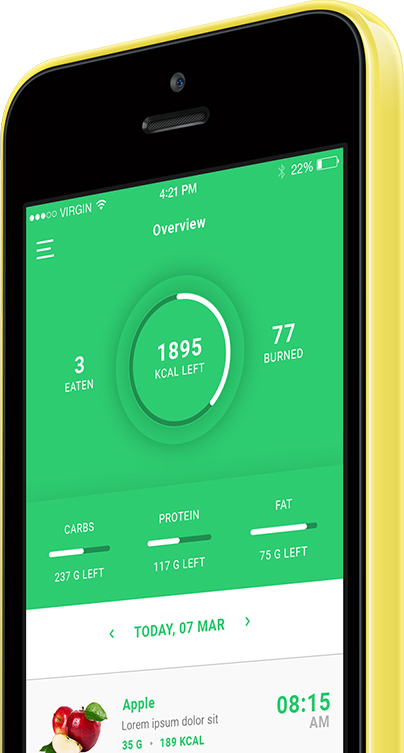 VIRGIN
4:21 PM
22%
Overview
3
EATEN
1895
KCAL LEFT
77
BURNED
CARBS
237 G LEFT
PROTEIN
117 G LEFT
FAT
75 G LEFT
‹ TODAY, 07 MAR ›
Apple
Lorem ipsum dolor sit
35 G • 189 KCAL
08:15
AM